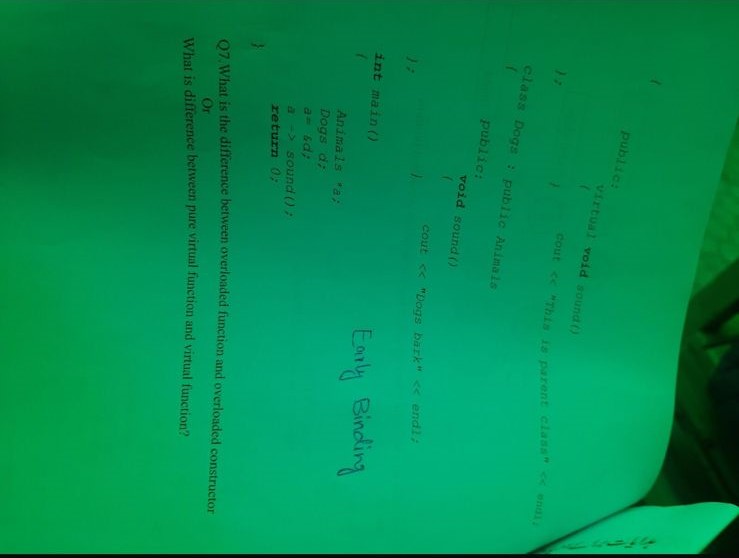 {
public:
virtual void sound()
{
cout << "This is parent class" << endl;
}
};
class Dogs : public Animals
{
public:
void sound()
{
cout << "Dogs bark" << endl;
}
};
int main()
{
Animals *a;
Dogs d;
a= &d;
a -> sound();
return 0;
}
Early Binding
Q7.What is the difference between overloaded function and overloaded constructor
Or
What is difference between pure virtual function and virtual function?